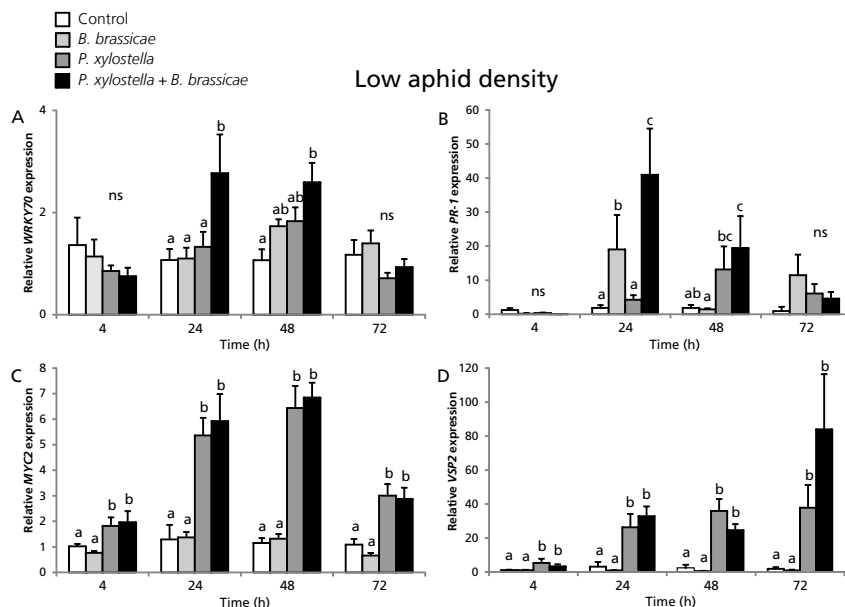 Control
B. brassicae
P. xylostella
P. xylostella + B. brassicae
Low aphid density
A
Relative WRKY70 expression
4
2
0
ns
a a a b
a ab ab b
ns
4 24 48 72
Time (h)
B
Relative PR-1 expression
60
50
40
30
20
10
0
ns
a b a c
ab a bc c
ns
4 24 48 72
Time (h)
C
Relative MYC2 expression
8
7
6
5
4
3
2
1
0
a a b b
a a b b
a a b b
a a b b
4 24 48 72
Time (h)
D
Relative VSP2 expression
120
100
80
60
40
20
0
a a b b
a a b b
a a b b
a a b b
4 24 48 72
Time (h)